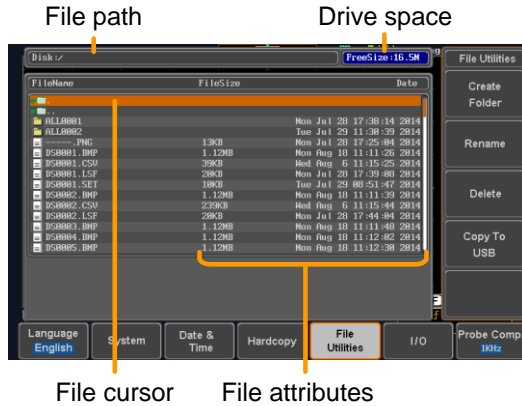 File path
Drive space
Disk:/
FreeSize:16.5M
File Utilities
FileName FileSize Date
.
..
ALL0001 Mon Jul 28 17:38:14 2014
ALL0002 Tue Jul 29 11:30:39 2014
-----.PNG 13KB Mon Jul 28 17:25:04 2014
DS0001.BMP 1.12MB Mon Aug 18 11:11:26 2014
DS0001.CSV 39KB Wed Aug 6 11:15:25 2014
DS0001.LSF 20KB Mon Jul 28 17:39:08 2014
DS0001.SET 10KB Tue Jul 29 08:51:47 2014
DS0002.BMP 1.12MB Mon Aug 18 11:11:39 2014
DS0002.CSV 239KB Wed Aug 6 11:15:44 2014
DS0002.LSF 20KB Mon Jul 28 17:44:04 2014
DS0003.BMP 1.12MB Mon Aug 18 11:11:48 2014
DS0004.BMP 1.12MB Mon Aug 18 11:12:02 2014
DS0005.BMP 1.12MB Mon Aug 18 11:12:30 2014
Create
Folder
Rename
Delete
Copy To
USB
Language
English
System
Date &
Time
Hardcopy
File
Utilities
I/O
Probe Comp
1KHz
File cursor
File attributes